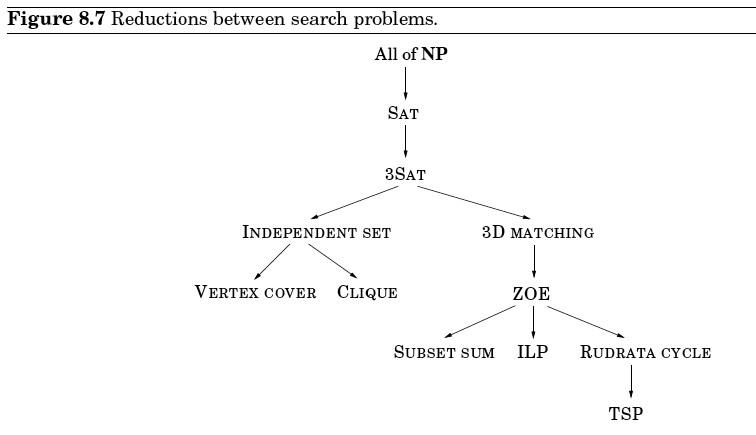 Figure 8.7 Reductions between search problems.
All of NP
SAT
3SAT
INDEPENDENT SET 3D MATCHING
VERTEX COVER CLIQUE ZOE
SUBSET SUM ILP RUDRATA CYCLE
TSP